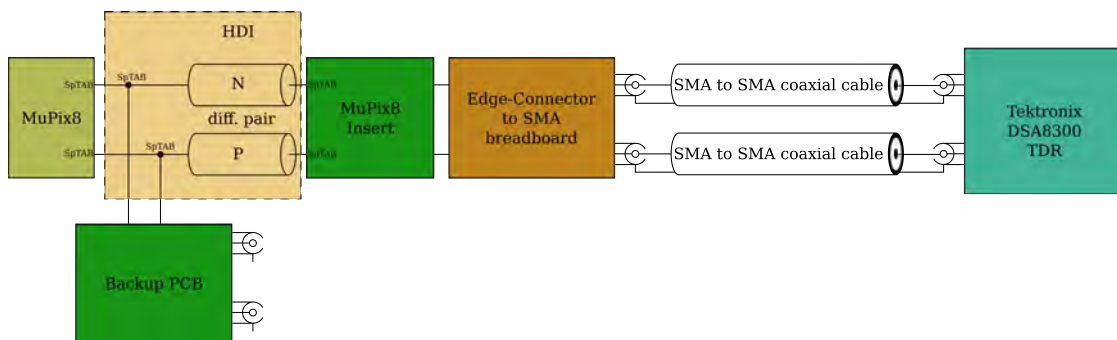 HDI
SpTAB
SpTAB
N
SpTAB
SMA to SMA coaxial cable
MuPix8
diff. pair
MuPix8
Insert
Edge-Connector
to SMA
breadboard
Tektronix
DSA8300
TDR
SpTAB
SpTAB
P
SpTAB
SMA to SMA coaxial cable
Backup PCB